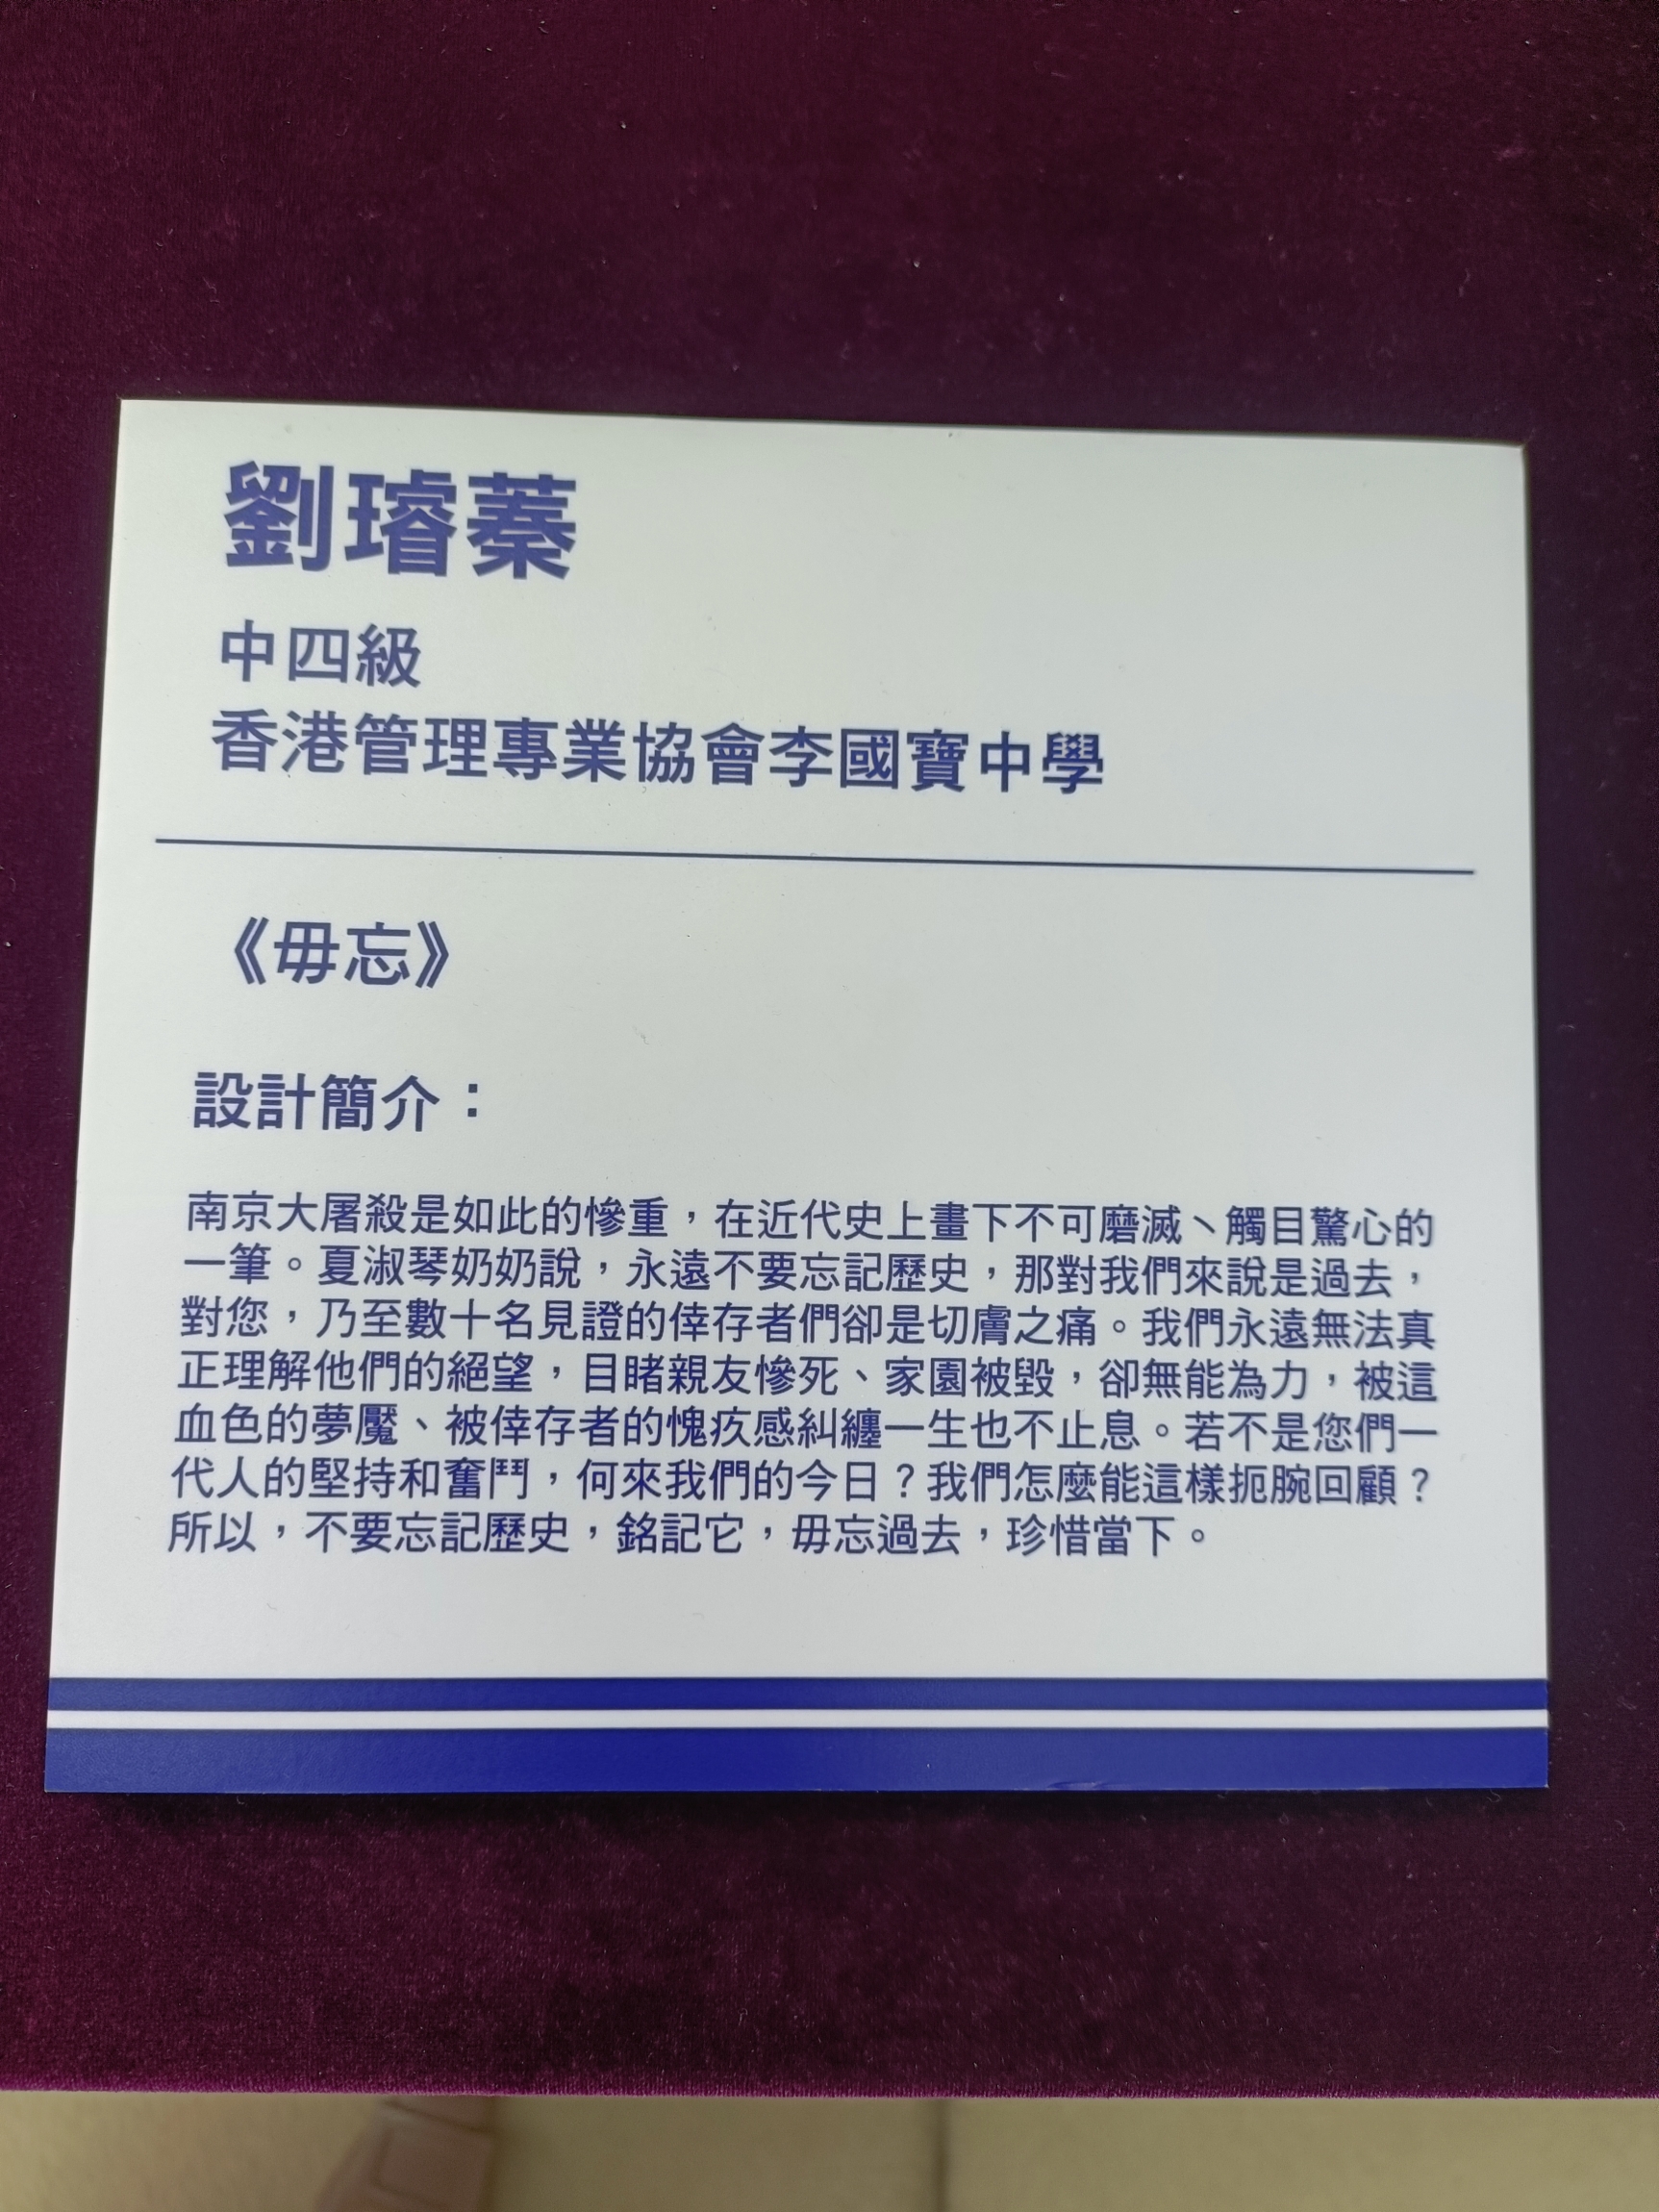 劉璿蓁
中四級
香港管理專業協會李國寶中學
《毋忘》
設計簡介：
南京大屠殺是如此的慘重，在近代史上畫下不可磨滅丶觸目驚心的
一筆。夏淑琴奶奶說，永遠不要忘記歷史，那對我們來說是過去，
對您，乃至數十名見證的倖存者們卻是切膚之痛。我們永遠無法真
正理解他們的絕望，目睹親友慘死、家園被毀，卻無能為力，被這
血色的夢魘、被倖存者的愧疚感糾纏一生也不止息。若不是您們一
代人的堅持和奮鬥，何來我們的今日？我們怎麼能這樣扼腕回顧？
所以，不要忘記歷史，銘記它，毋忘過去，珍惜當下。